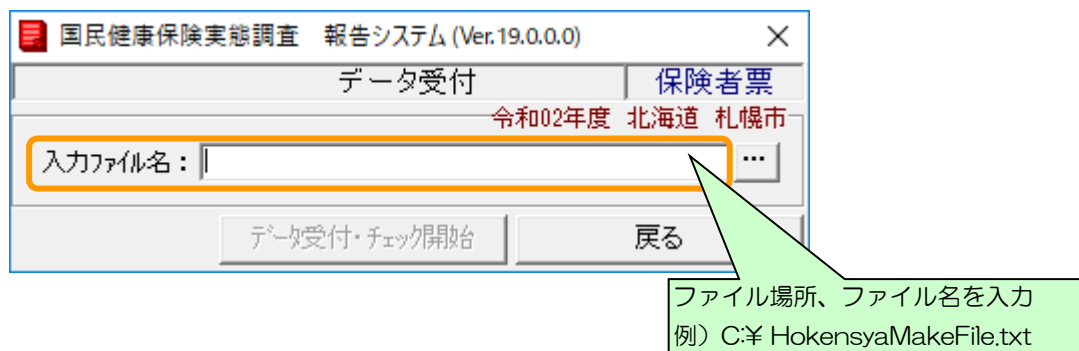 国民健康保険実態調査 報告システム (Ver.19.0.0.0)
データ受付 保険者票
令和02年度 北海道 札幌市
入力ファイル名： ...
データ受付・チェック開始 戻る
ファイル場所、ファイル名を入力
例）C:¥ HokensyaMakeFile.txt